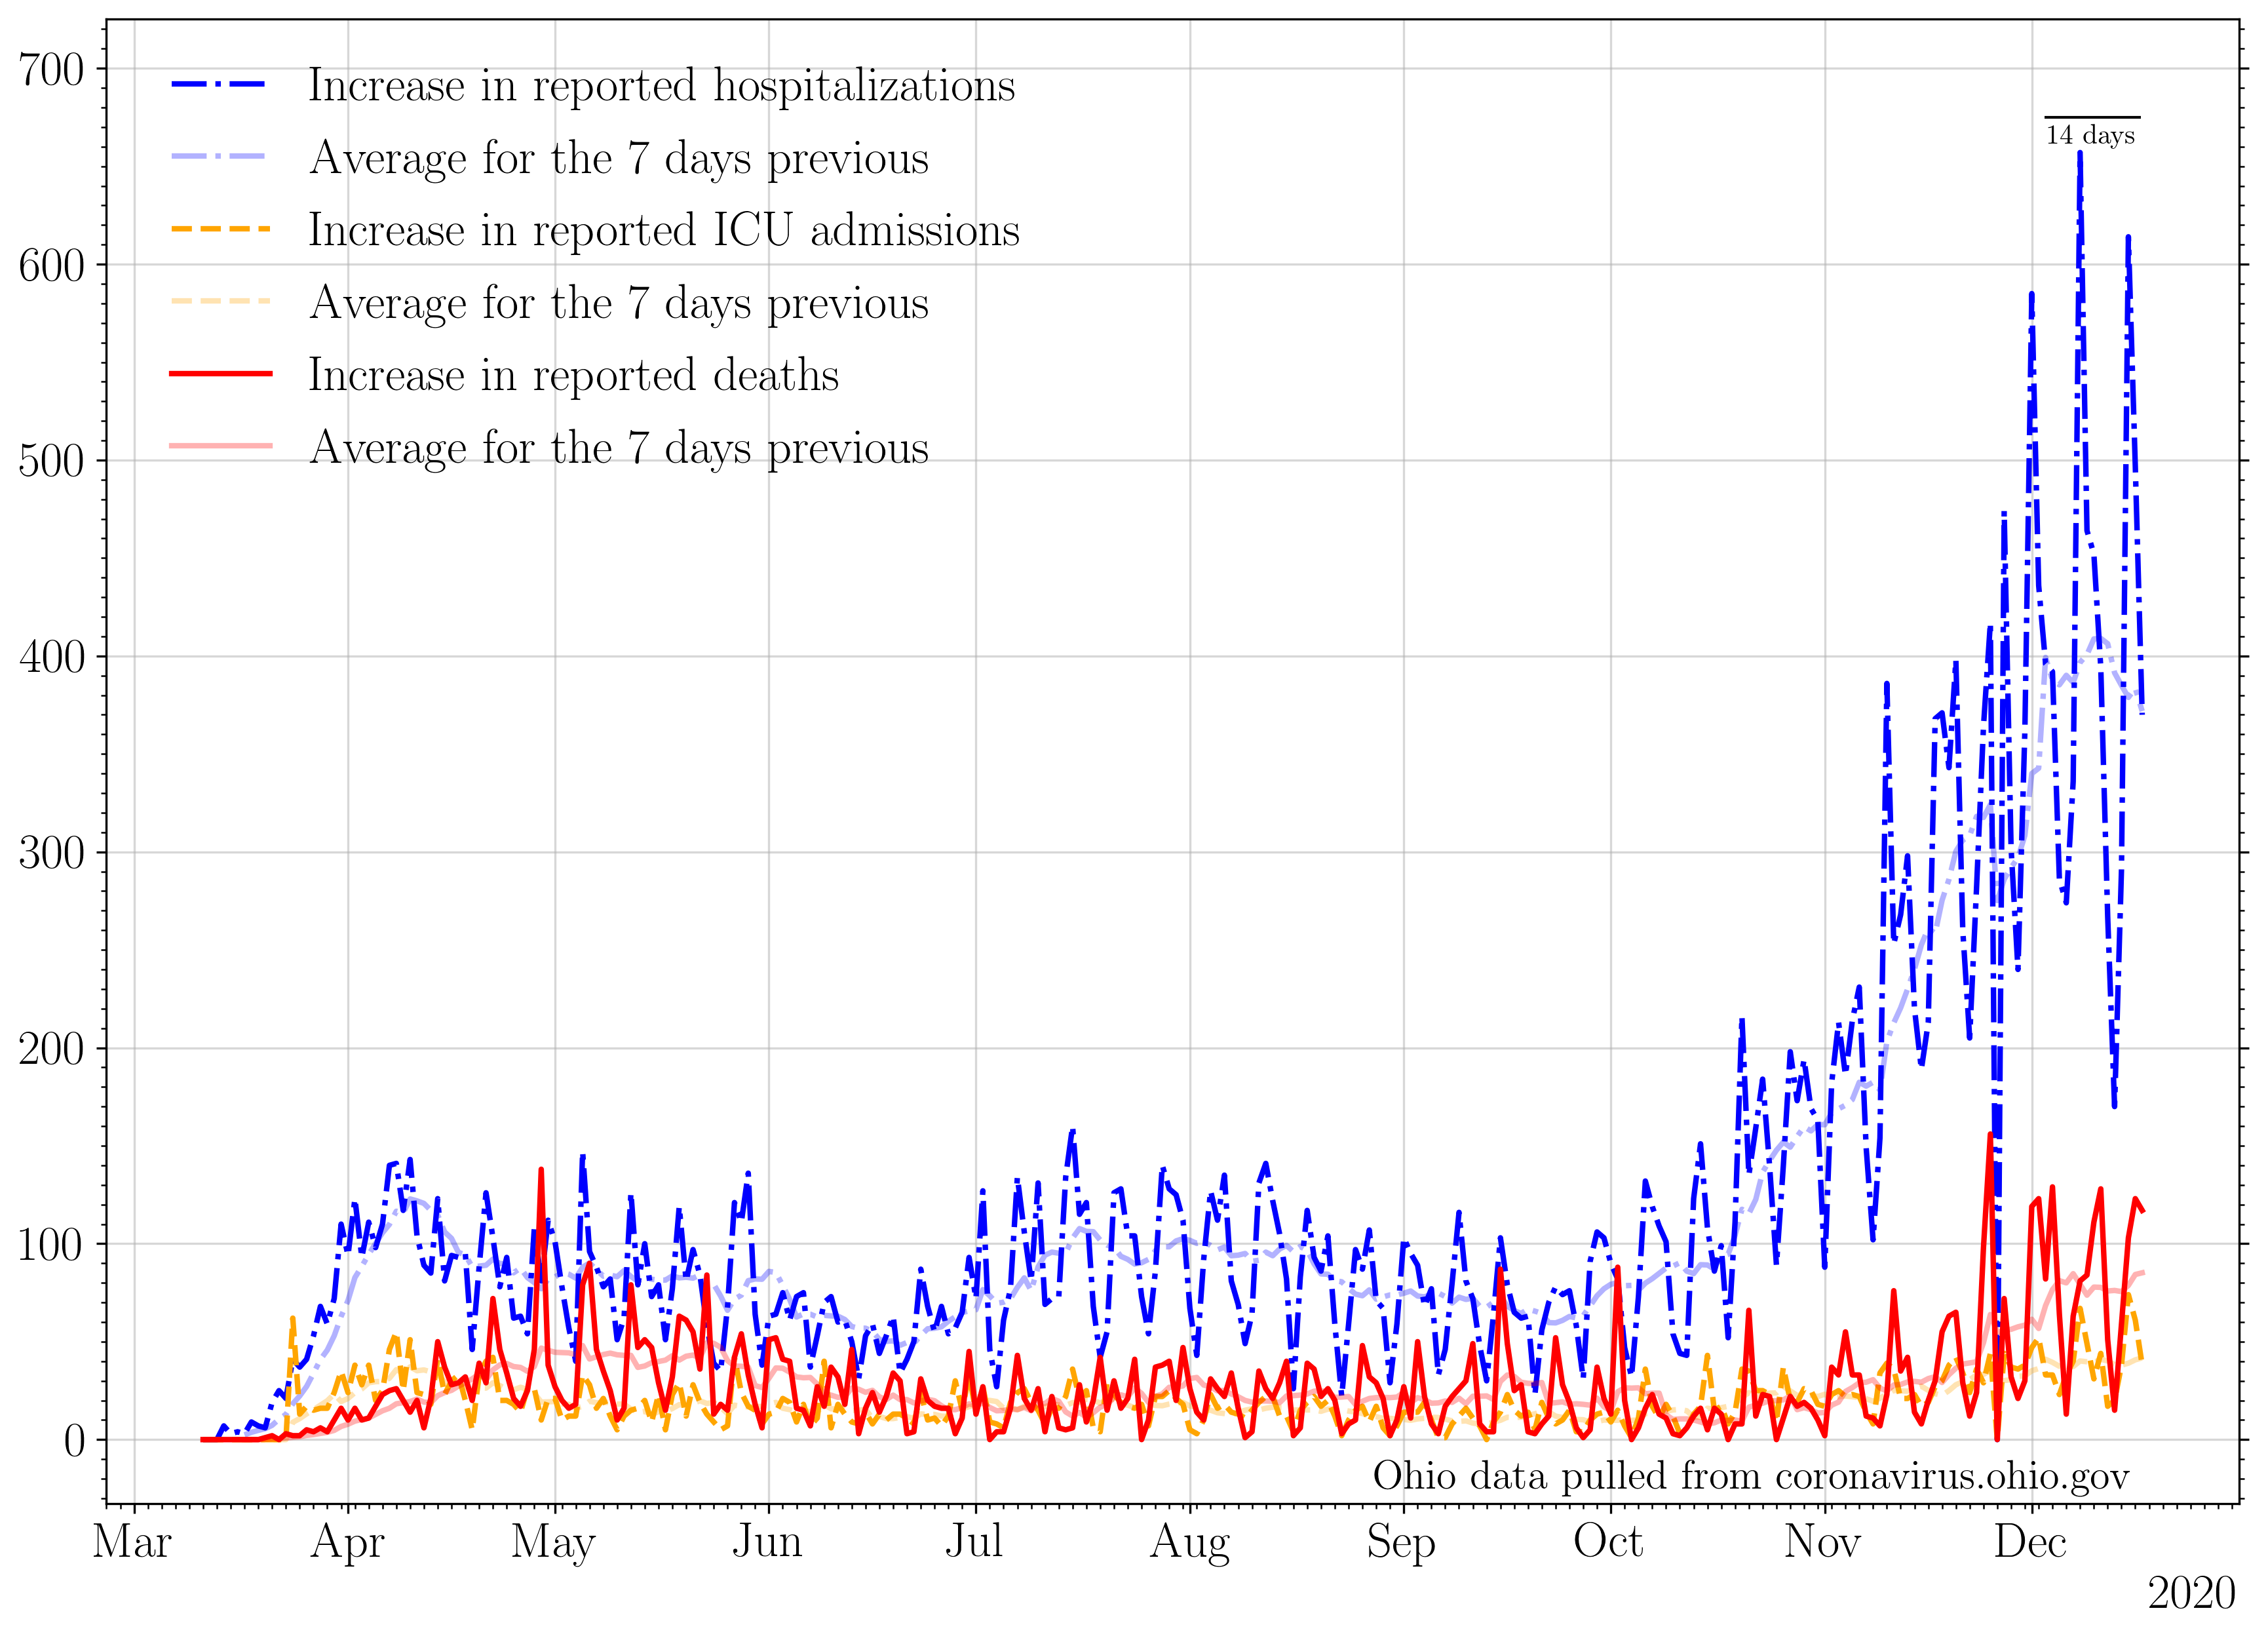 700
600
500
400
300
200
100
0
Increase in reported hospitalizations
Average for the 7 days previous
Increase in reported ICU admissions
Average for the 7 days previous
Increase in reported deaths
Average for the 7 days previous
14 days
Ohio data pulled from coronavirus.ohio.gov
Mar Apr May Jun Jul Aug Sep Oct Nov Dec
2020